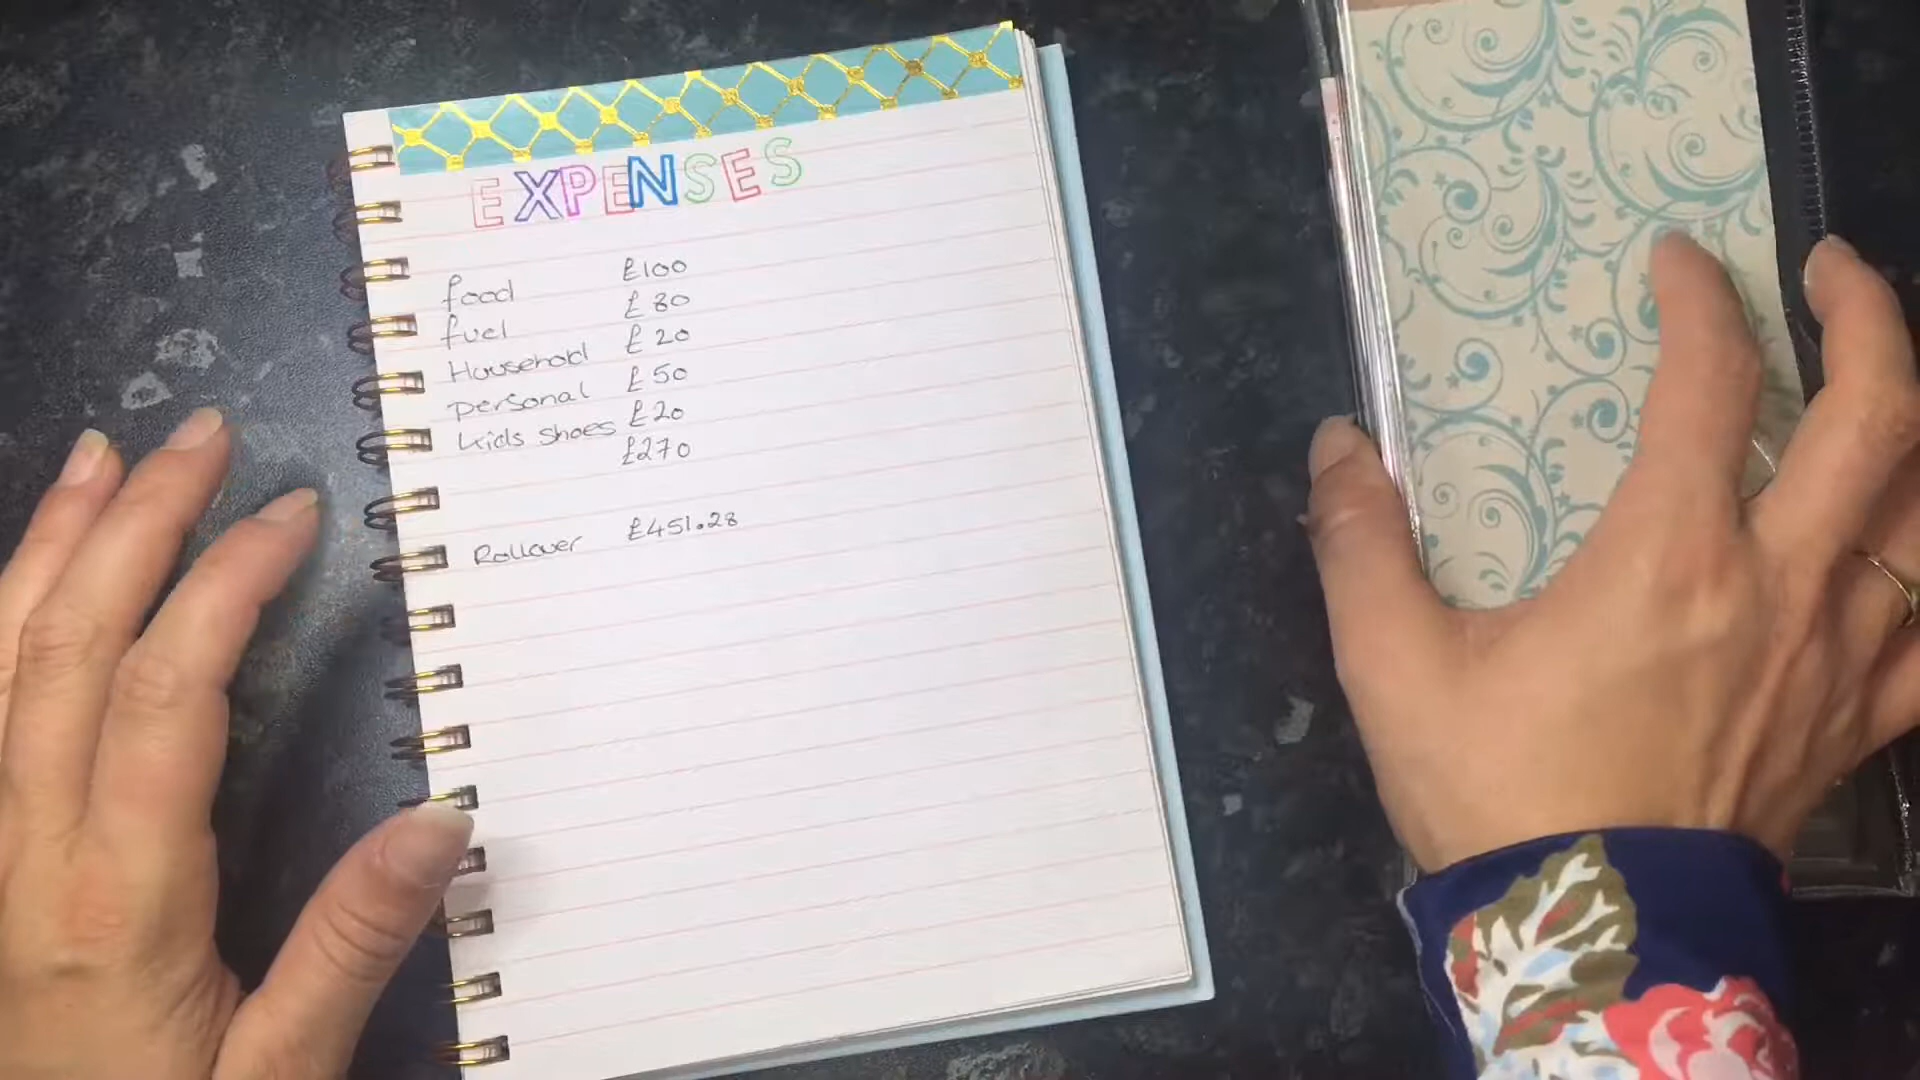 EXPENSES
food £100
fuel £80
Household £20
personal £50
kids shoes £20
£270
Rollover £451.28